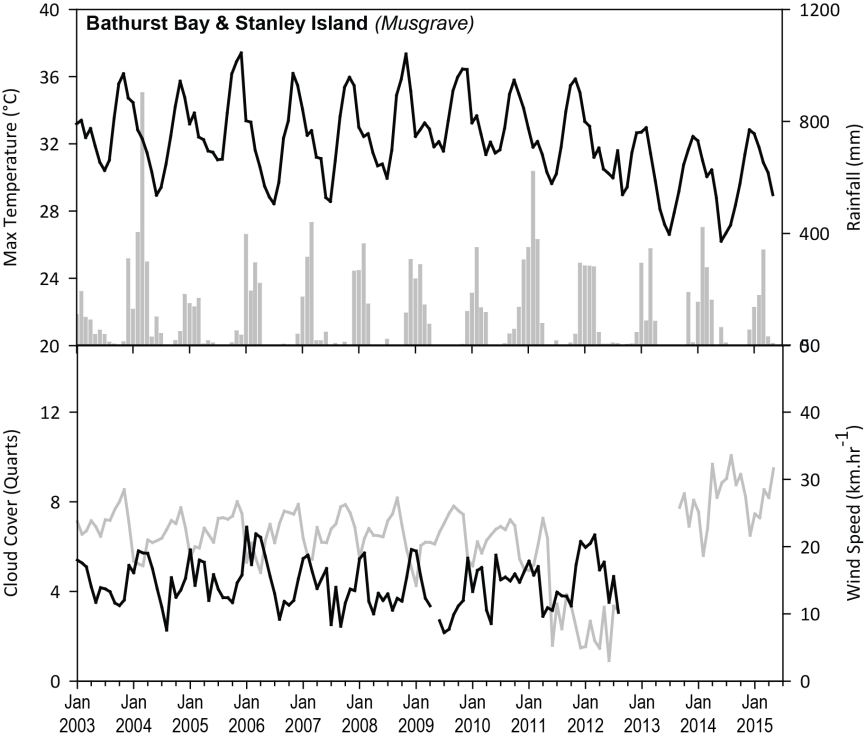 Bathurst Bay & Stanley Island (Musgrave)
Max Temperature (°C)
40
36
32
28
24
20
Rainfall (mm)
1200
800
400
0
Cloud Cover (Quarts)
12
8
4
0
Wind Speed (km.hr-1)
50
40
30
20
10
0
Jan Jan Jan Jan Jan Jan Jan Jan Jan Jan Jan Jan Jan
2003 2004 2005 2006 2007 2008 2009 2010 2011 2012 2013 2014 2015